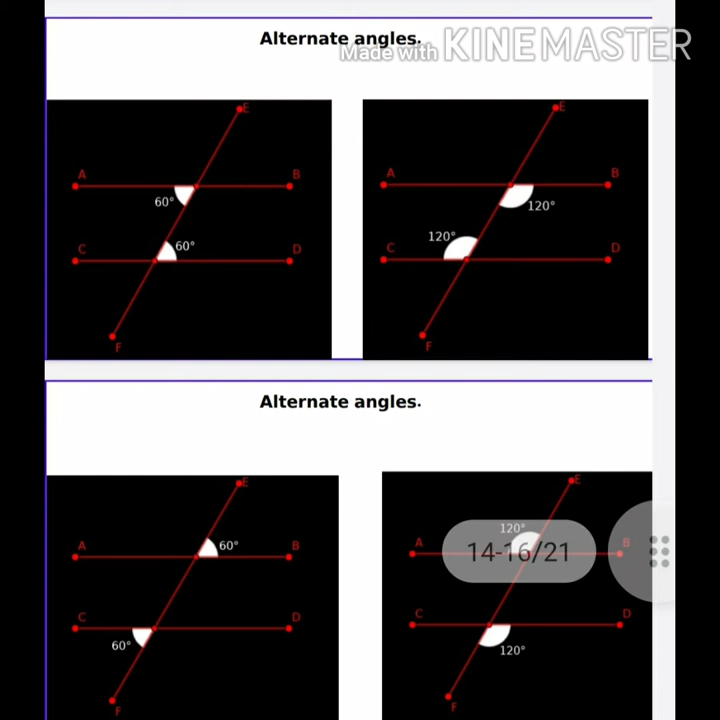 Alternate angles.
Made with KINEMASTER
E
A
B
60°
60°
C
D
F
E
A
B
120°
120°
C
D
F
Alternate angles.
E
A
B
60°
C
D
60°
F
E
120°
A
B
14-16/21
C
D
120°
F